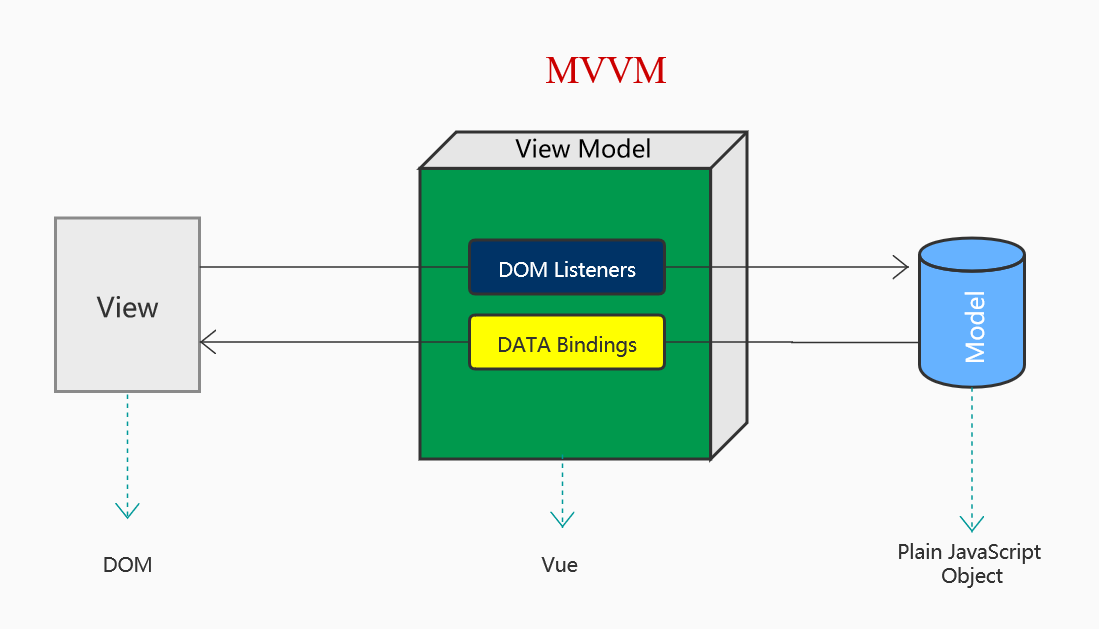 MVVM
View Model
DOM Listeners
View
DATA Bindings
Model
DOM
Vue
Plain JavaScript
Object